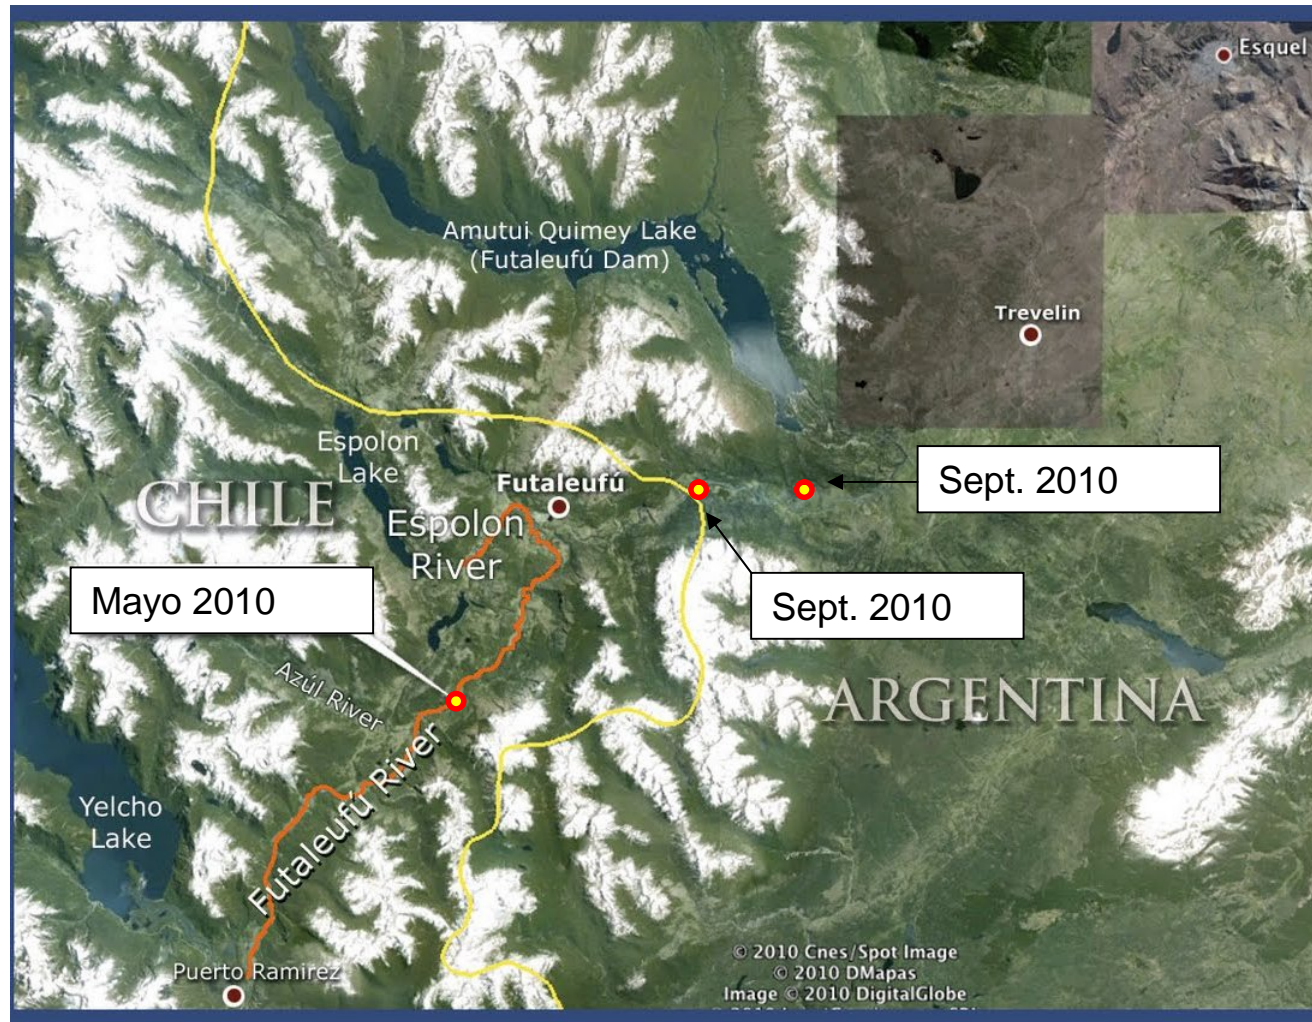 Esquel
Amutui Quimey Lake
(Futaleufú Dam)
Trevelin
Espolon
Lake
Futaleufú
Sept. 2010
CHILE
Espolon
River
Mayo 2010
Sept. 2010
Azúl River
ARGENTINA
Futaleufú River
Yelcho
Lake
Puerto Ramirez
© 2010 Cnes/Spot Image
© 2010 DMapas
Image © 2010 DigitalGlobe